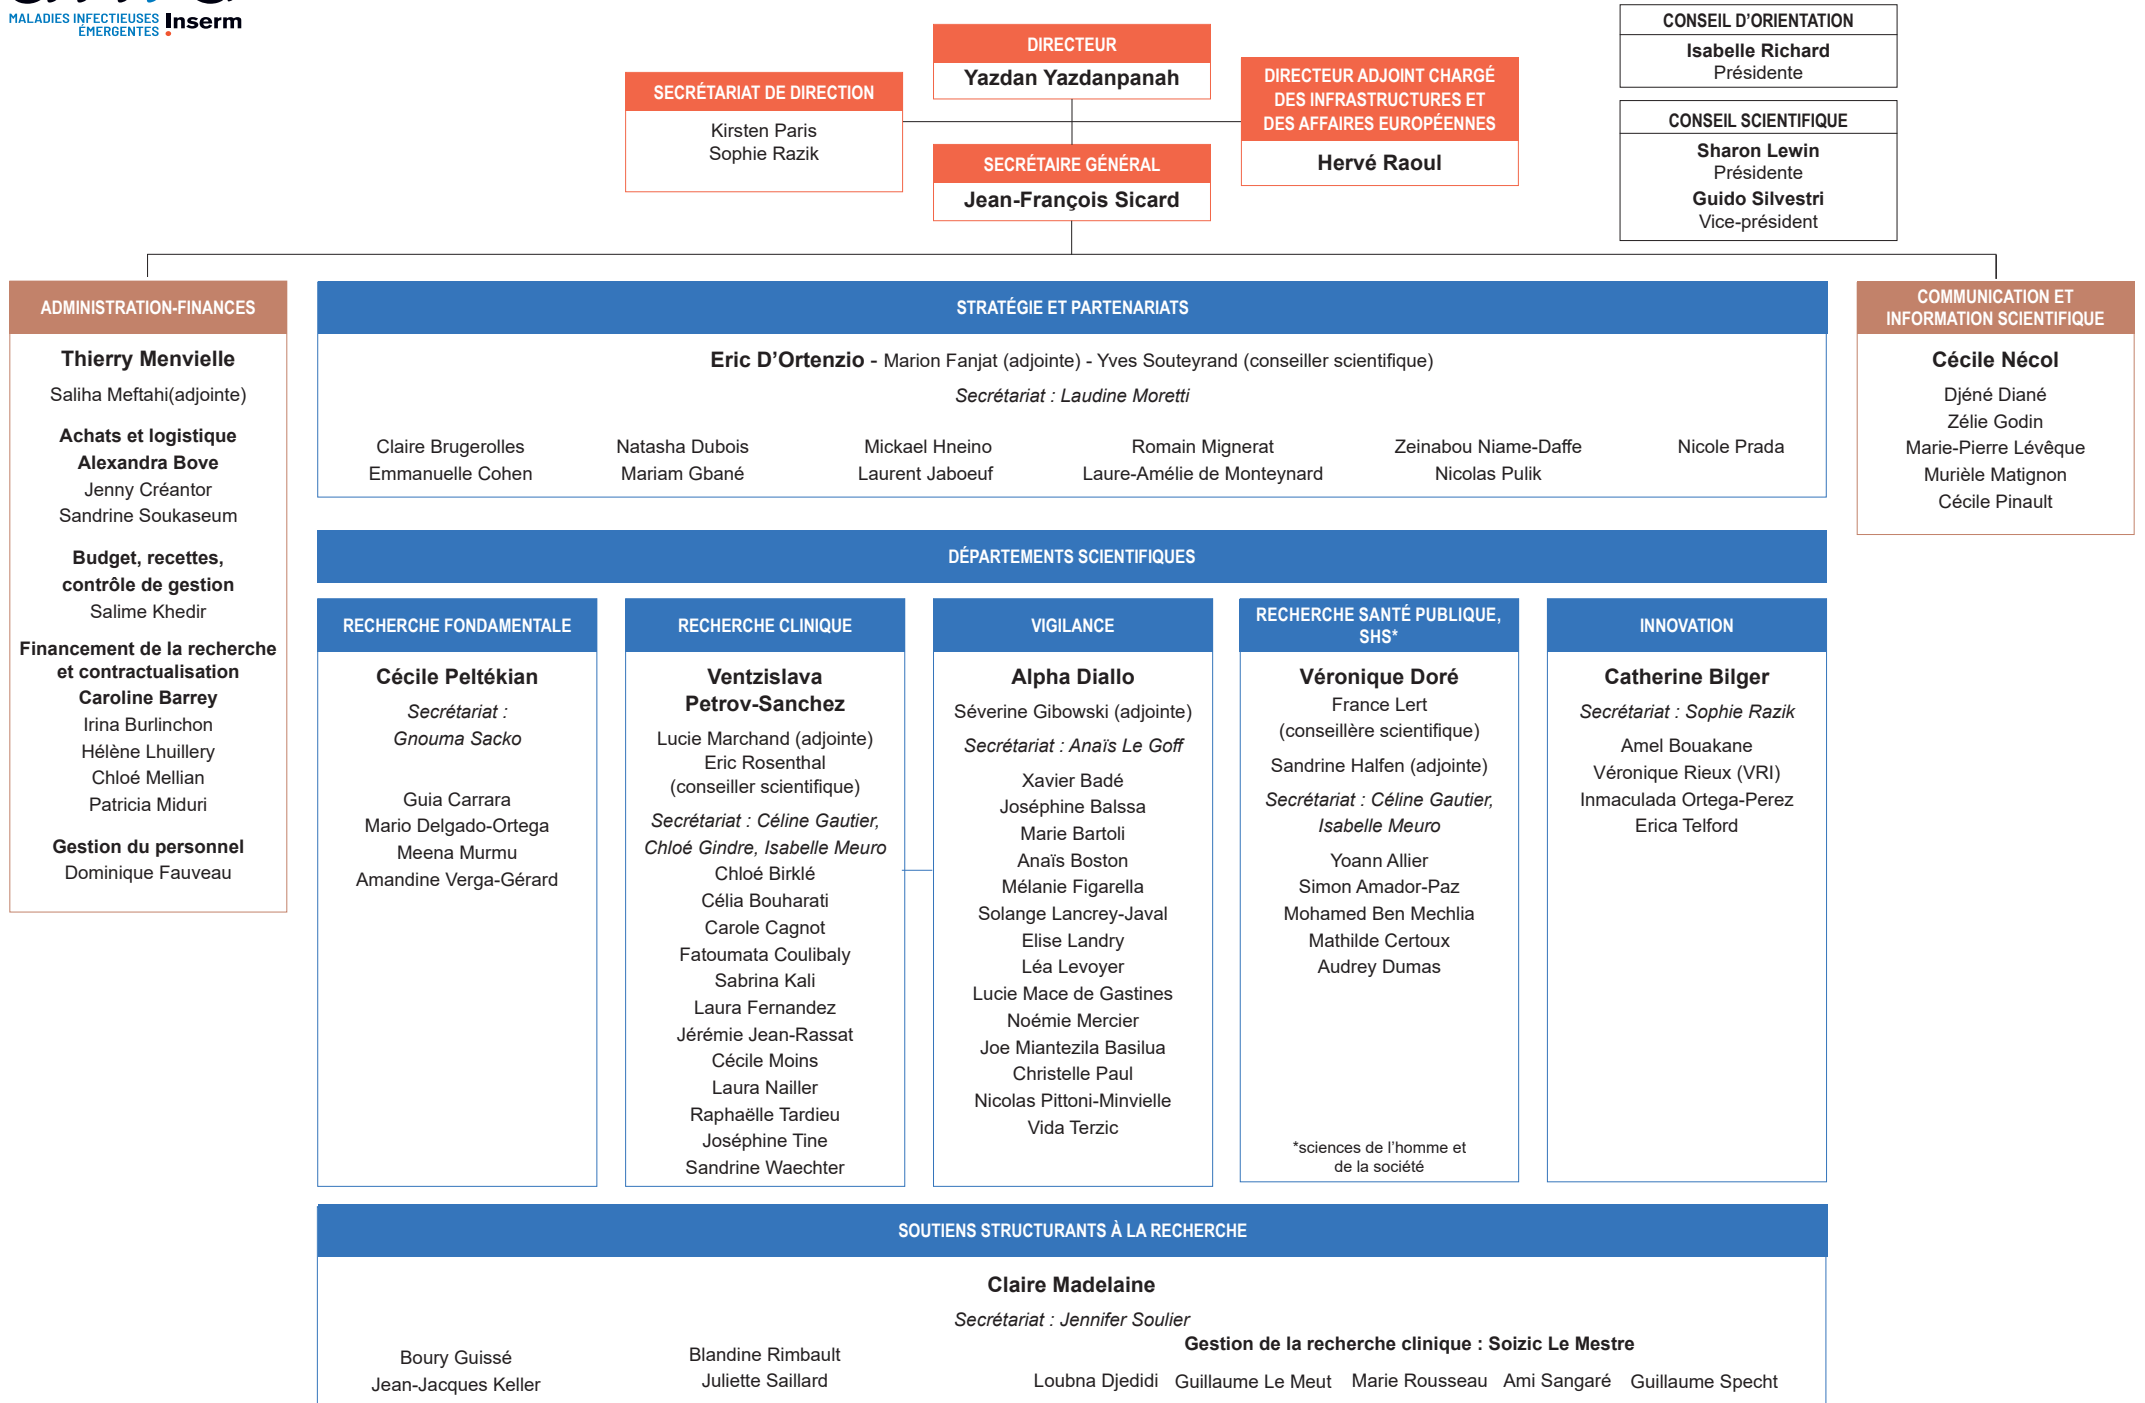 MALADIES INFECTIEUSES
ÉMERGENTES
Inserm
DIRECTEUR
Yazdan Yazdanpanah
SECRÉTARIAT DE DIRECTION
Kirsten Paris
Sophie Razik
DIRECTEUR ADJOINT CHARGÉ
DES INFRASTRUCTURES ET
DES AFFAIRES EUROPÉENNES
Hervé Raoul
SECRÉTAIRE GÉNÉRAL
Jean-François Sicard
CONSEIL D'ORIENTATION
Isabelle Richard
Présidente
CONSEIL SCIENTIFIQUE
Sharon Lewin
Présidente
Guido Silvestri
Vice-président
ADMINISTRATION-FINANCES
Thierry Menvielle
Saliha Meftahi(adjointe)
Achats et logistique
Alexandra Bove
Jenny Créantor
Sandrine Soukaseum
Budget, recettes,
contrôle de gestion
Salime Khedir
Financement de la recherche
et contractualisation
Caroline Barrey
Irina Burlinchon
Hélène Lhuillery
Chloé Mellian
Patricia Miduri
Gestion du personnel
Dominique Fauveau
STRATÉGIE ET PARTENARIATS
Eric D'Ortenzio - Marion Fanjat (adjointe) - Yves Souteyrand (conseiller scientifique)
Secrétariat : Laudine Moretti
Claire Brugerolles Natasha Dubois Mickael Hneino Romain Mignerat Zeinabou Niame-Daffe Nicole Prada
Emmanuelle Cohen Mariam Gbané Laurent Jaboeuf Laure-Amélie de Monteynard Nicolas Pulik
COMMUNICATION ET
INFORMATION SCIENTIFIQUE
Cécile Nécol
Djéné Diané
Zélie Godin
Marie-Pierre Lévêque
Murièle Matignon
Cécile Pinault
DÉPARTEMENTS SCIENTIFIQUES
RECHERCHE FONDAMENTALE
Cécile Peltékian
Secrétariat :
Gnouma Sacko
Guia Carrara
Mario Delgado-Ortega
Meena Murmu
Amandine Verga-Gérard
RECHERCHE CLINIQUE
Ventzislava
Petrov-Sanchez
Lucie Marchand (adjointe)
Eric Rosenthal
(conseiller scientifique)
Secrétariat : Céline Gautier,
Chloé Gindre, Isabelle Meuro
Chloé Birklé
Célia Bouharati
Carole Cagnot
Fatoumata Coulibaly
Sabrina Kali
Laura Fernandez
Jérémie Jean-Rassat
Cécile Moins
Laura Nailler
Raphaëlle Tardieu
Joséphine Tine
Sandrine Waechter
VIGILANCE
Alpha Diallo
Séverine Gibowski (adjointe)
Secrétariat : Anaïs Le Goff
Xavier Badé
Joséphine Balssa
Marie Bartoli
Anaïs Boston
Mélanie Figarella
Solange Lancrey-Javal
Elise Landry
Léa Levoyer
Lucie Mace de Gastines
Noémie Mercier
Joe Miantezila Basilua
Christelle Paul
Nicolas Pittoni-Minvielle
Vida Terzic
RECHERCHE SANTÉ PUBLIQUE,
SHS*
Véronique Doré
France Lert
(conseillère scientifique)
Sandrine Halfen (adjointe)
Secrétariat : Céline Gautier,
Isabelle Meuro
Yoann Allier
Simon Amador-Paz
Mohamed Ben Mechlia
Mathilde Certoux
Audrey Dumas
*sciences de l'homme et
de la société
INNOVATION
Catherine Bilger
Secrétariat : Sophie Razik
Amel Bouakane
Véronique Rieux (VRI)
Inmaculada Ortega-Perez
Erica Telford
SOUTIENS STRUCTURANTS À LA RECHERCHE
Claire Madelaine
Secrétariat : Jennifer Soulier
Boury Guissé
Jean-Jacques Keller
Blandine Rimbault
Juliette Saillard
Gestion de la recherche clinique : Soizic Le Mestre
Loubna Djedidi Guillaume Le Meut Marie Rousseau Ami Sangaré Guillaume Specht